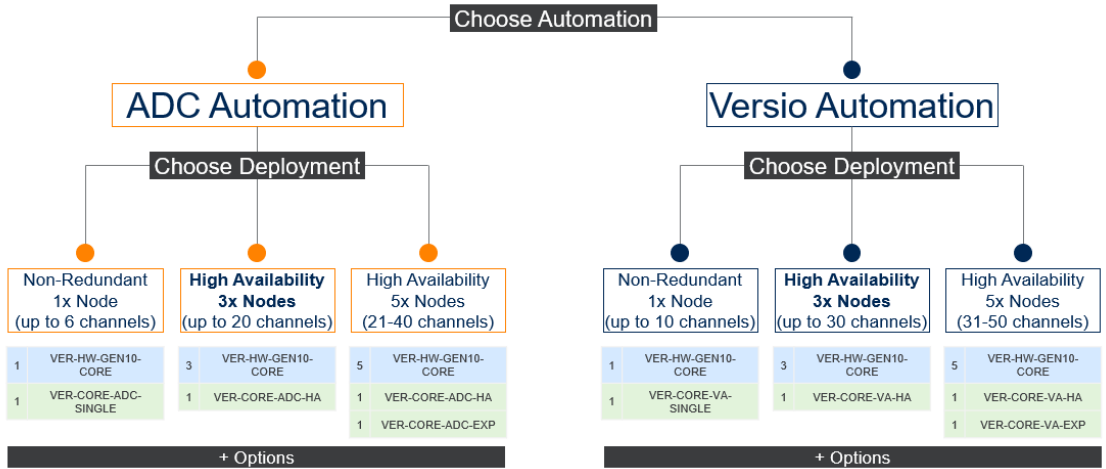 Choose Automation
ADC Automation
Versio Automation
Choose Deployment
Choose Deployment
Non-Redundant
1x Node
(up to 6 channels)
High Availability
3x Nodes
(up to 20 channels)
High Availability
5x Nodes
(21-40 channels)
Non-Redundant
1x Node
(up to 10 channels)
High Availability
3x Nodes
(up to 30 channels)
High Availability
5x Nodes
(31-50 channels)
1 VER-HW-GEN10-
CORE
1 VER-CORE-ADC-
SINGLE
3 VER-HW-GEN10-
CORE
1 VER-CORE-ADC-HA
5 VER-HW-GEN10-
CORE
1 VER-CORE-ADC-HA
1 VER-CORE-ADC-EXP
1 VER-HW-GEN10-
CORE
1 VER-CORE-VA-
SINGLE
3 VER-HW-GEN10-
CORE
1 VER-CORE-VA-HA
5 VER-HW-GEN10-
CORE
1 VER-CORE-VA-HA
1 VER-CORE-VA-EXP
+ Options
+ Options